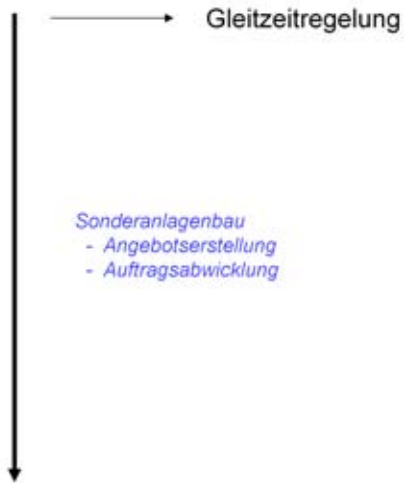 Gleitzeitregelung
Sonderanlagenbau
- Angebotserstellung
- Auftragsabwicklung